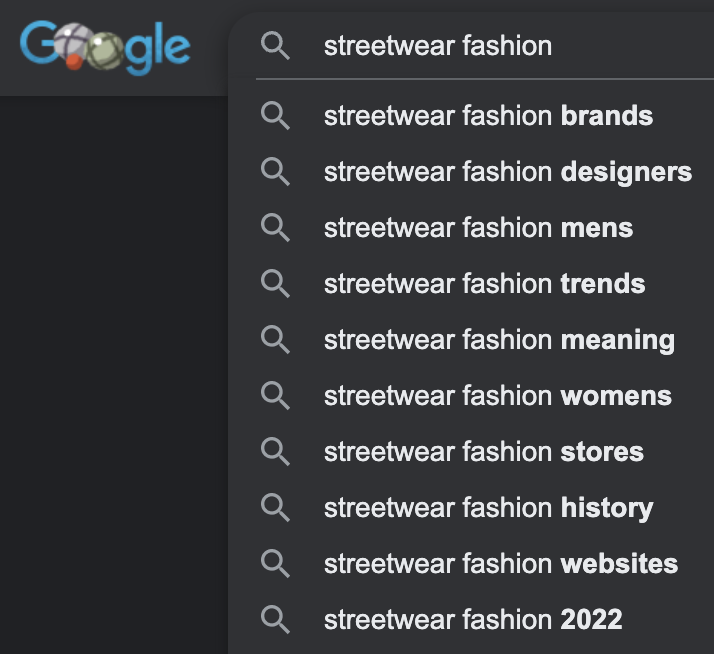 Google
streetwear fashion
streetwear fashion brands
streetwear fashion designers
streetwear fashion mens
streetwear fashion trends
streetwear fashion meaning
streetwear fashion womens
streetwear fashion stores
streetwear fashion history
streetwear fashion websites
streetwear fashion 2022